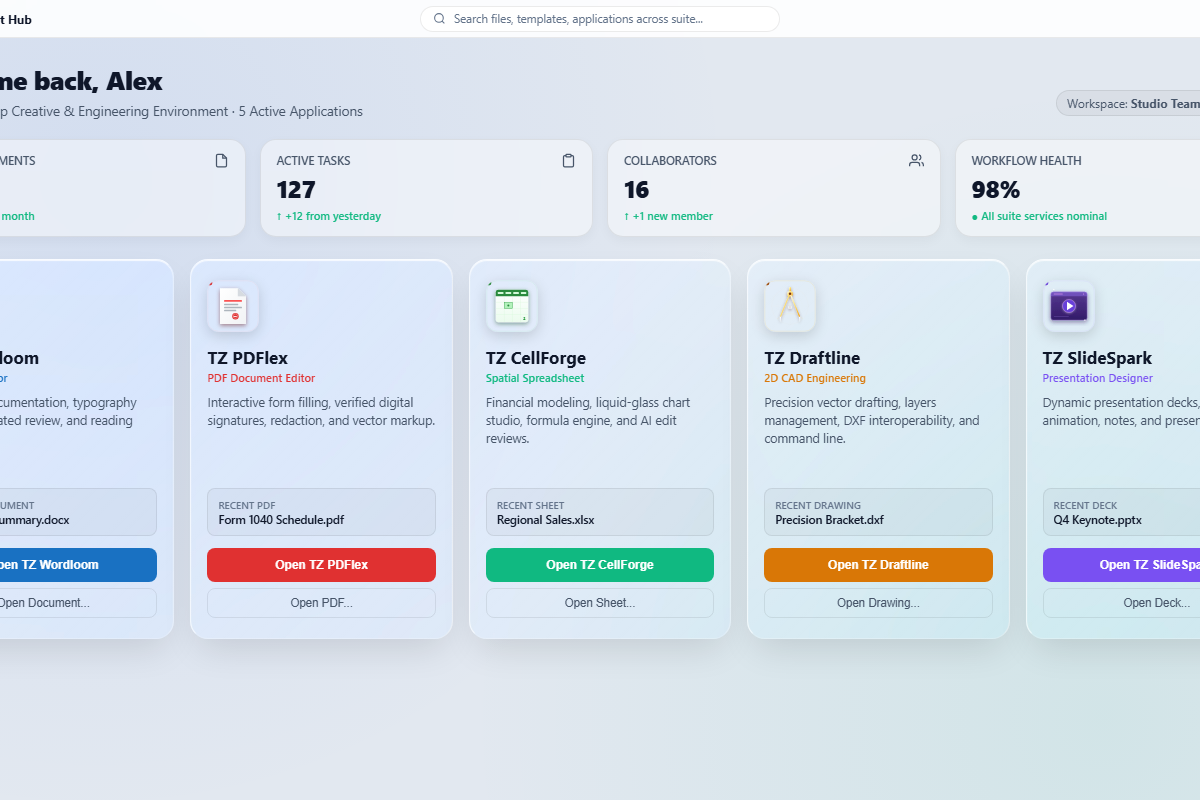 t Hub
Search files, templates, applications across suite...
me back, Alex
p Creative & Engineering Environment · 5 Active Applications
Workspace: Studio Team
MENTS
month
ACTIVE TASKS
127
↑ +12 from yesterday
COLLABORATORS
16
↑ +1 new member
WORKFLOW HEALTH
98%
● All suite services nominal
loom
or
cumentation, typography
ated review, and reading
UMENT
ummary.docx
pen TZ Wordloom
Open Document...
TZ PDFlex
PDF Document Editor
Interactive form filling, verified digital
signatures, redaction, and vector markup.
RECENT PDF
Form 1040 Schedule.pdf
Open TZ PDFlex
Open PDF...
TZ CellForge
Spatial Spreadsheet
Financial modeling, liquid-glass chart
studio, formula engine, and AI edit
reviews.
RECENT SHEET
Regional Sales.xlsx
Open TZ CellForge
Open Sheet...
TZ Draftline
2D CAD Engineering
Precision vector drafting, layers
management, DXF interoperability, and
command line.
RECENT DRAWING
Precision Bracket.dxf
Open TZ Draftline
Open Drawing...
TZ SlideSpark
Presentation Designer
Dynamic presentation decks,
animation, notes, and presen
RECENT DECK
Q4 Keynote.pptx
Open TZ SlideSpa
Open Deck...